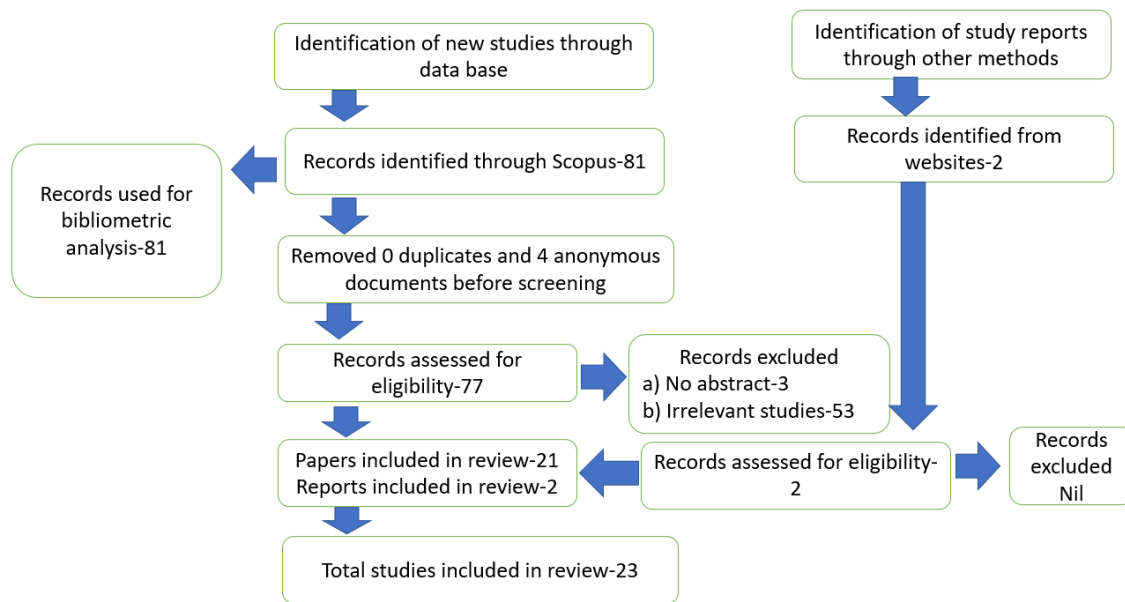 Identification of new studies through
data base
Identification of study reports
through other methods
Records identified through Scopus-81
Records identified from
websites-2
Records used for
bibliometric
analysis-81
Removed 0 duplicates and 4 anonymous
documents before screening
Records assessed for
eligibility-77
Records excluded
a) No abstract-3
b) Irrelevant studies-53
Papers included in review-21
Reports included in review-2
Records assessed for eligibility-
2
Records
excluded
Nil
Total studies included in review-23